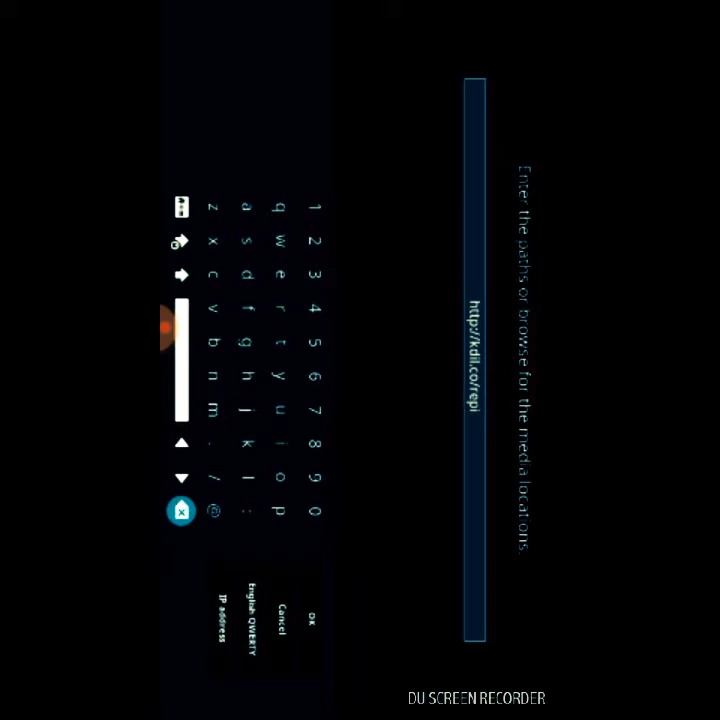 Enter the paths or browse for the media locations.
http://kdil.co/repi
1 2 3 4 5 6 7 8 9 0
q w e r t y u i o p
a s d f g h j k l :
z x c v b n m . / @
OK
Cancel
English QWERTY
IP address
DU SCREEN RECORDER